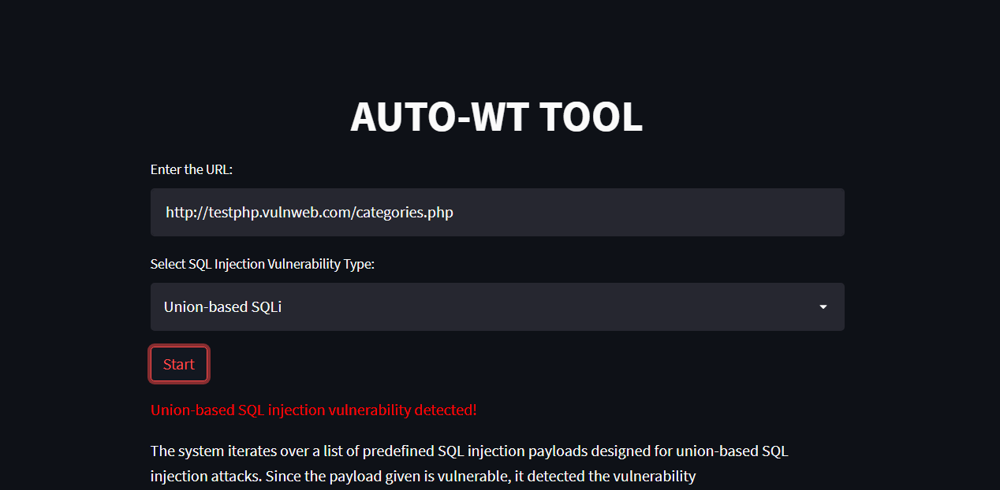 AUTO-WT TOOL
Enter the URL:
http://testphp.vulnweb.com/categories.php
Select SQL Injection Vulnerability Type:
Union-based SQLi
Start
Union-based SQL injection vulnerability detected!
The system iterates over a list of predefined SQL injection payloads designed for union-based SQL
injection attacks. Since the payload given is vulnerable, it detected the vulnerability